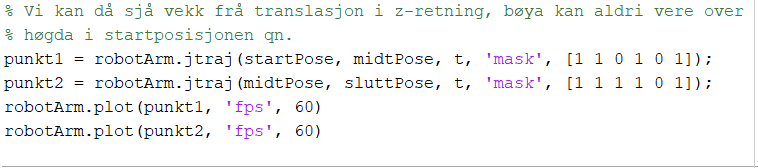 % Vi kan då sjå vekk frå translasjon i z-retning, bøya kan aldri vere over
% høgda i startposisjonen qn.
punkt1 = robotArm.jtraj(startPose, midtPose, t, 'mask', [1 1 0 1 0 1]);
punkt2 = robotArm.jtraj(midtPose, sluttPose, t, 'mask', [1 1 1 1 0 1]);
robotArm.plot(punkt1, 'fps', 60)
robotArm.plot(punkt2, 'fps', 60)